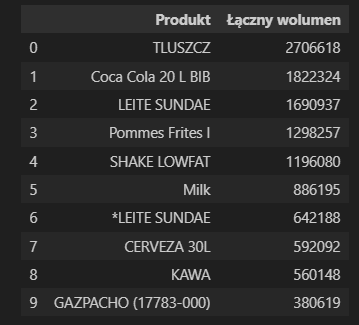 Produkt Łączny wolumen
0 TLUSZCZ 2706618
1 Coca Cola 20 L BIB 1822324
2 LEITE SUNDAE 1690937
3 Pommes Frites I 1298257
4 SHAKE LOWFAT 1196080
5 Milk 886195
6 *LEITE SUNDAE 642188
7 CERVEZA 30L 592092
8 KAWA 560148
9 GAZPACHO (17783-000) 380619